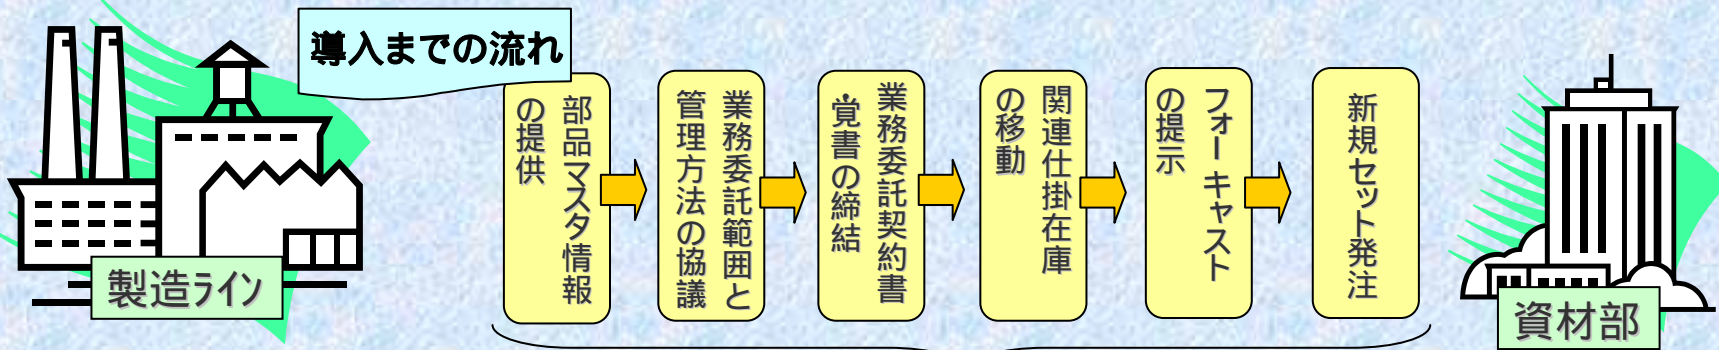 導入までの流れ
部品マスタ情報
の提供
業務委託範囲と
管理方法の協議
業務委託契約書
覚書の締結
関連仕掛在庫
の移動
フォーキャスト
の提示
新規セット発注
製造ライン
資材部